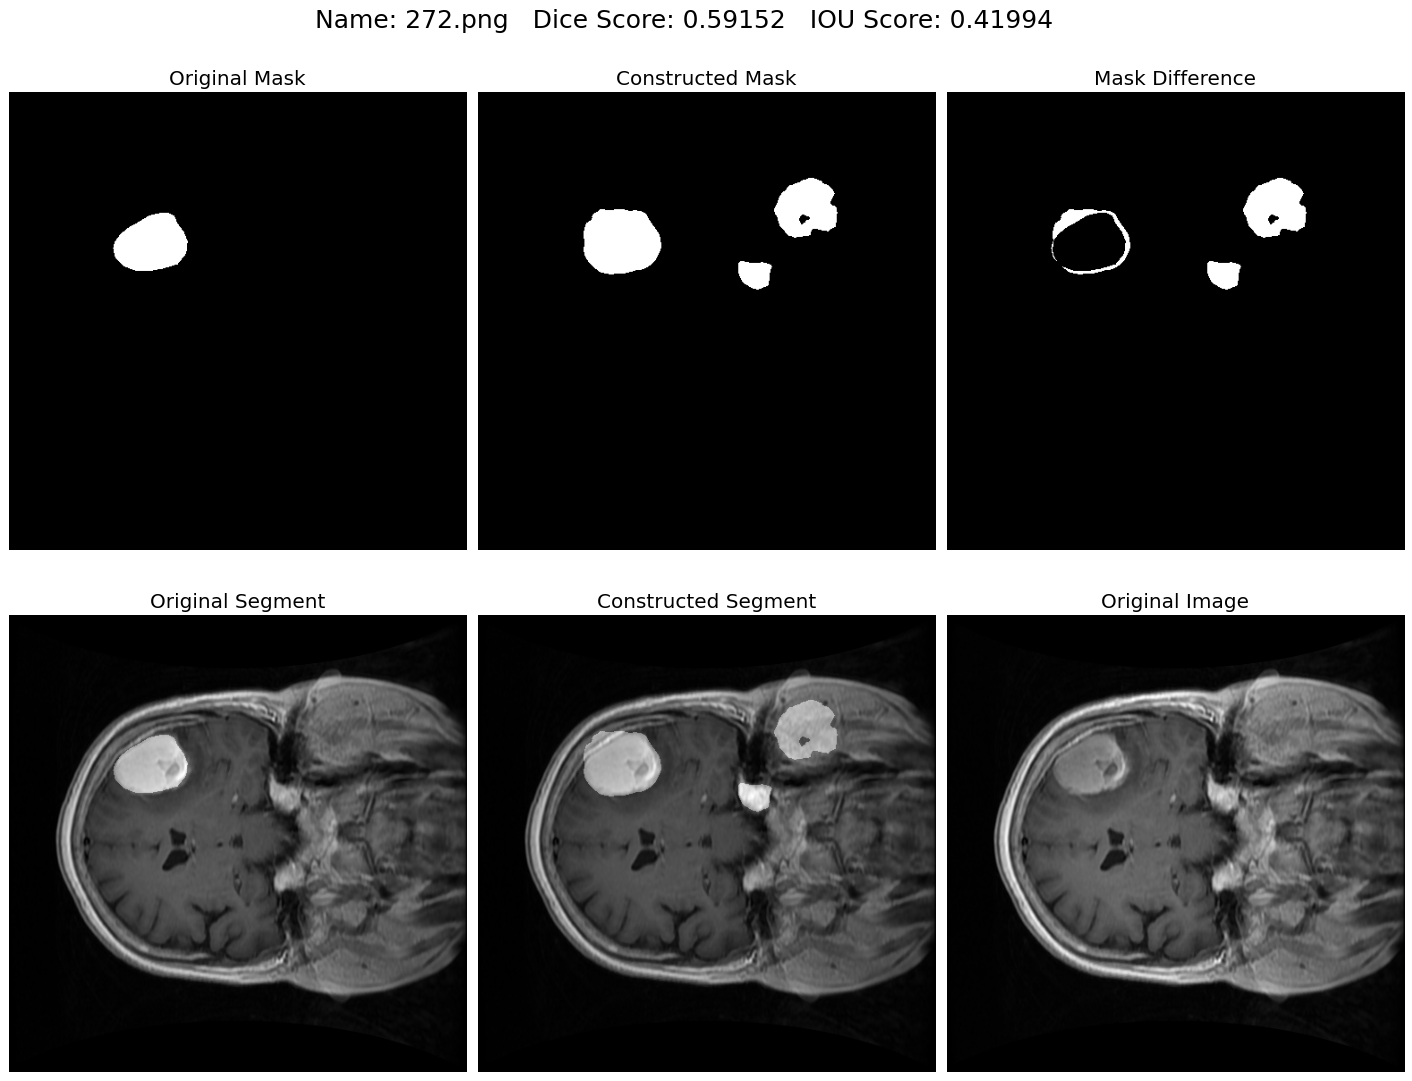 Name: 272.png   Dice Score: 0.59152   IOU Score: 0.41994
Original Mask
Constructed Mask
Mask Difference
Original Segment
Constructed Segment
Original Image